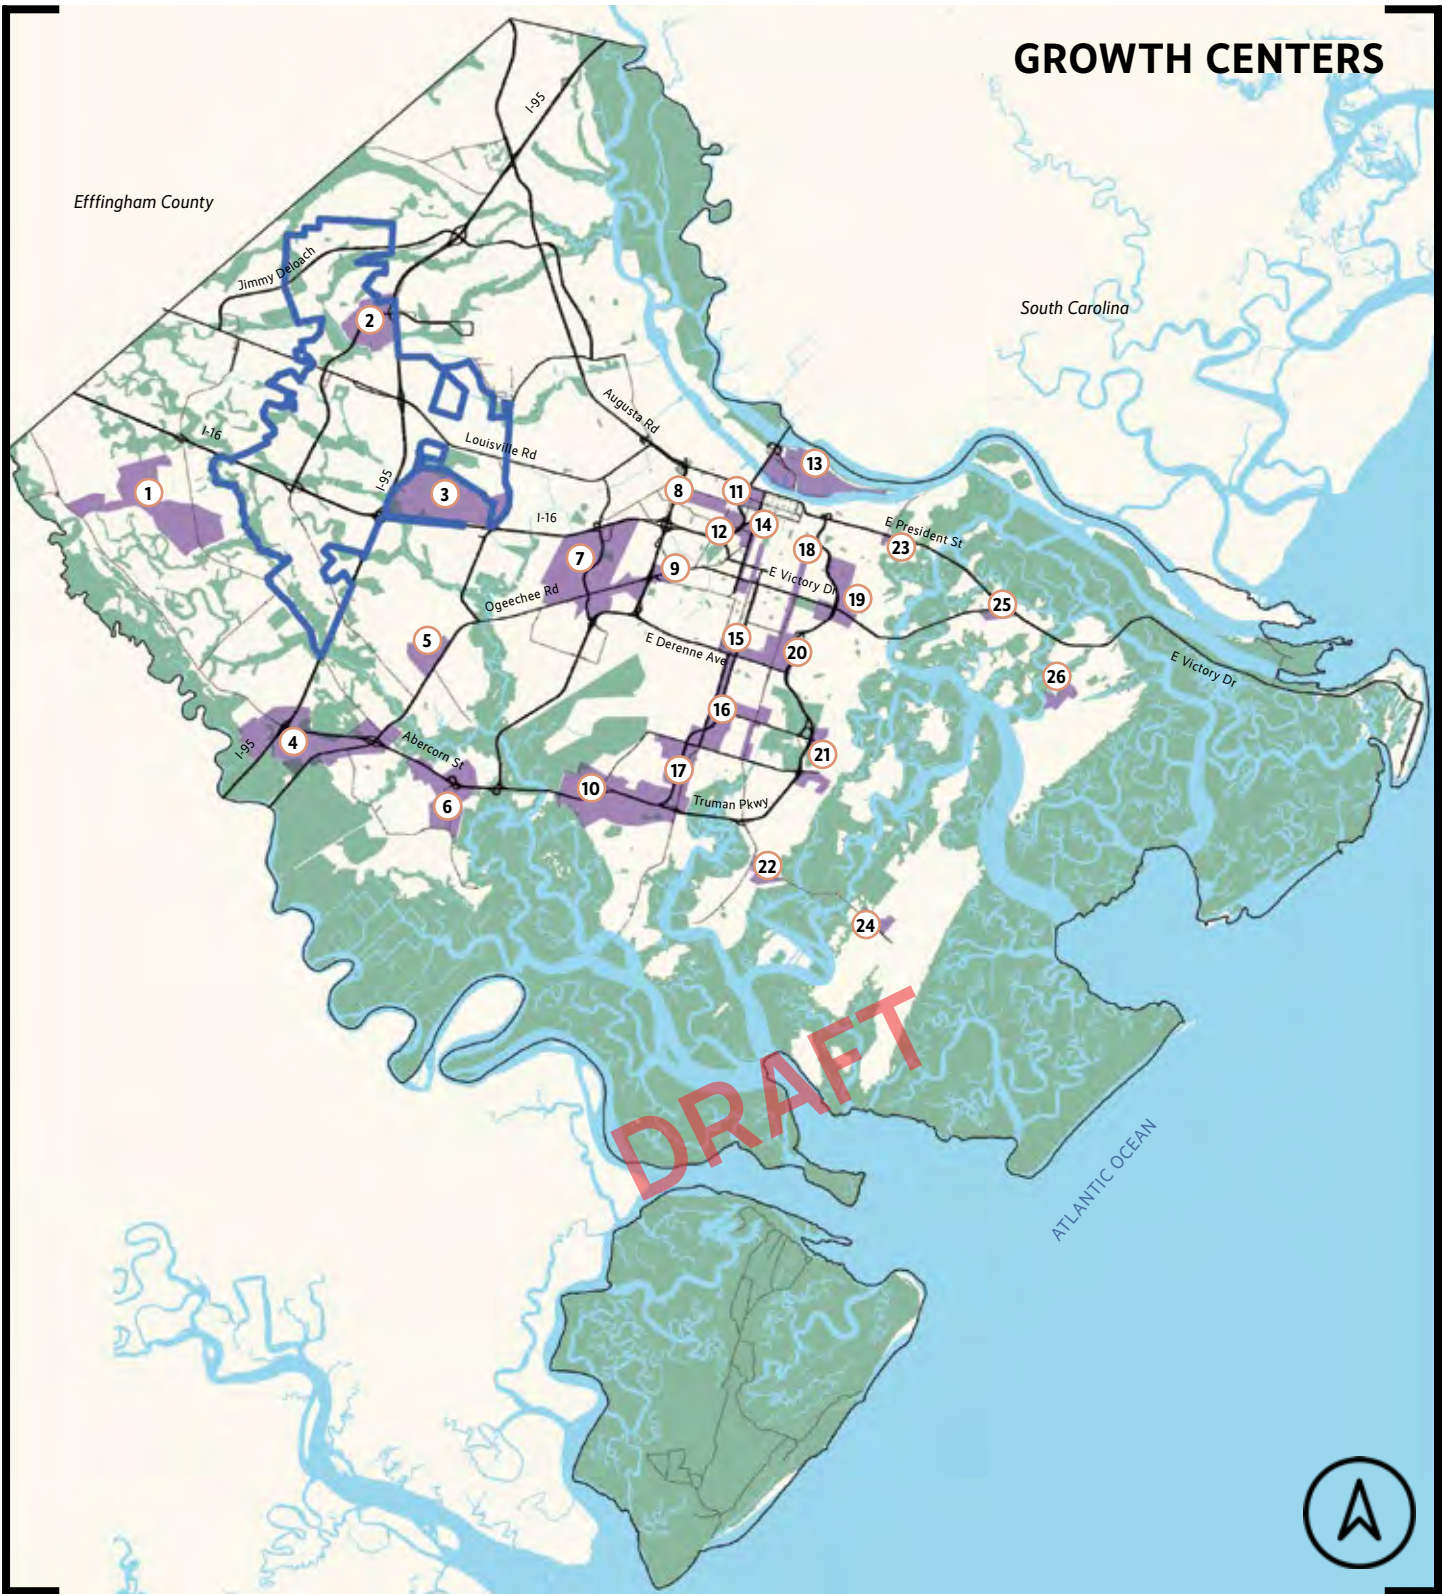 GROWTH CENTERS
I-95
Efffingham County
Jimmy Deloach
South Carolina
2
Augusta Rd
I-16
Louisville Rd
13
I-95
1
3
8
11
I-16
12
14
E President St
18
23
7
9
E Victory Dr
Ogeechee Rd
19
25
5
15
E Derenne Ave
20
E Victory Dr
26
16
I-95
4
Abercorn St
21
17
10
6
Truman Pkwy
22
24
DRAFT
ATLANTIC OCEAN